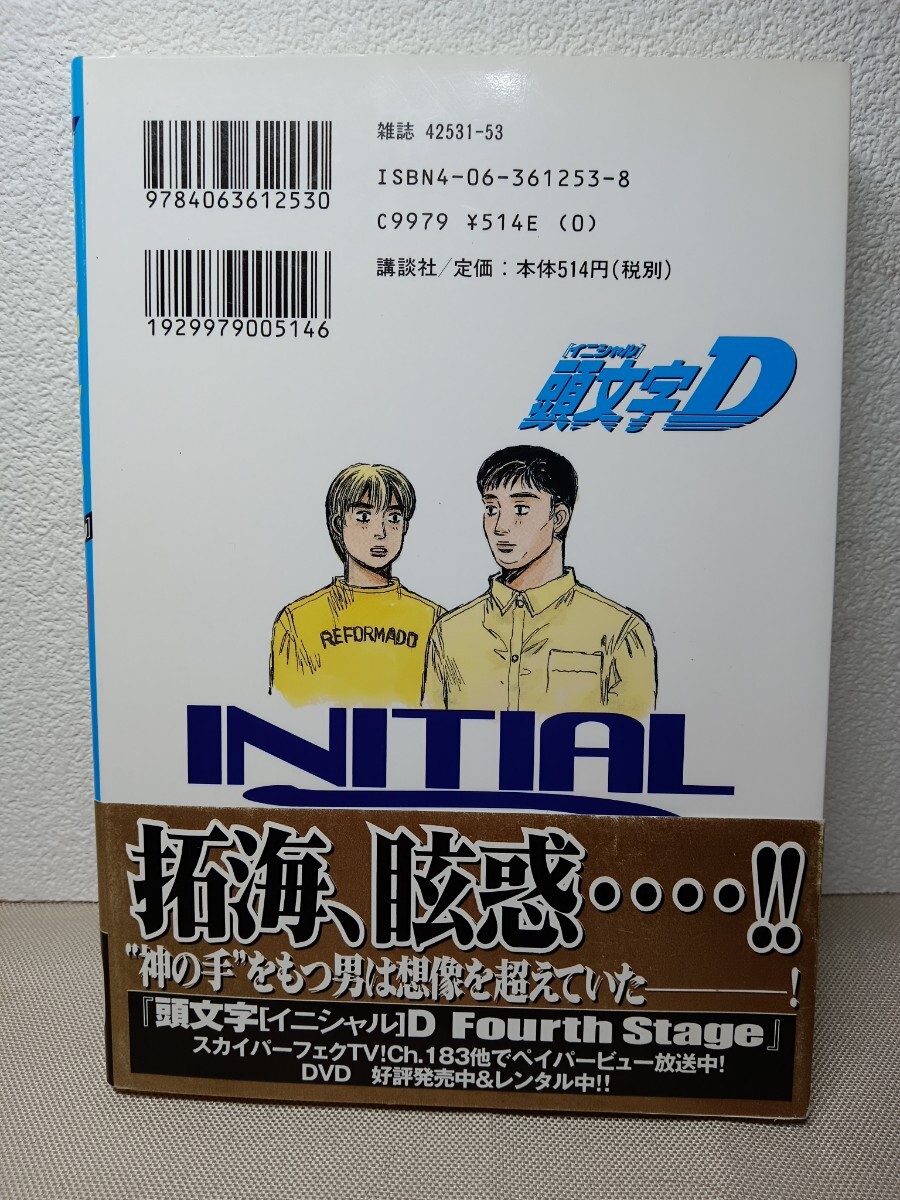 雑誌 42531-53
ISBN4-06-361253-8
C9979 ¥514E (0)
講談社/定価:本体514円(税別)
9784063612530
1929979005146
[イニシャル]
頭文字D
REFORMADO
INITIAL
拓海、眩惑・・・・!!
"神の手"をもつ男は想像を超えていた――!
『頭文字[イニシャル]D Fourth Stage』
スカイパーフェクTV!Ch.183他でペイパービュー放送中!
DVD 好評発売中&レンタル中!!